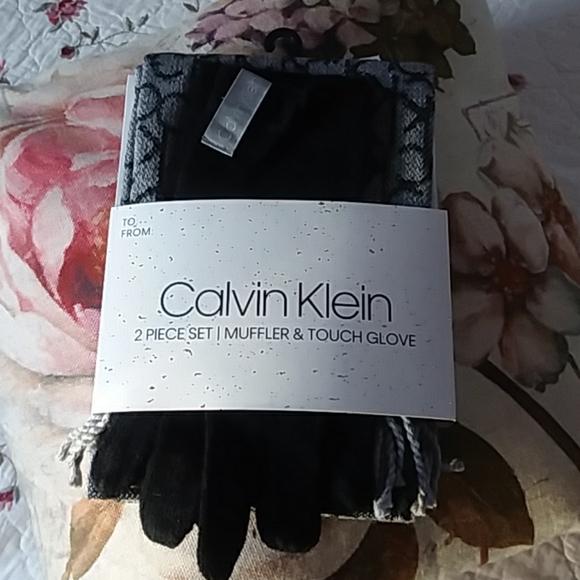 TO
FROM
Calvin Klein
2 PIECE SET | MUFFLER & TOUCH GLOVE